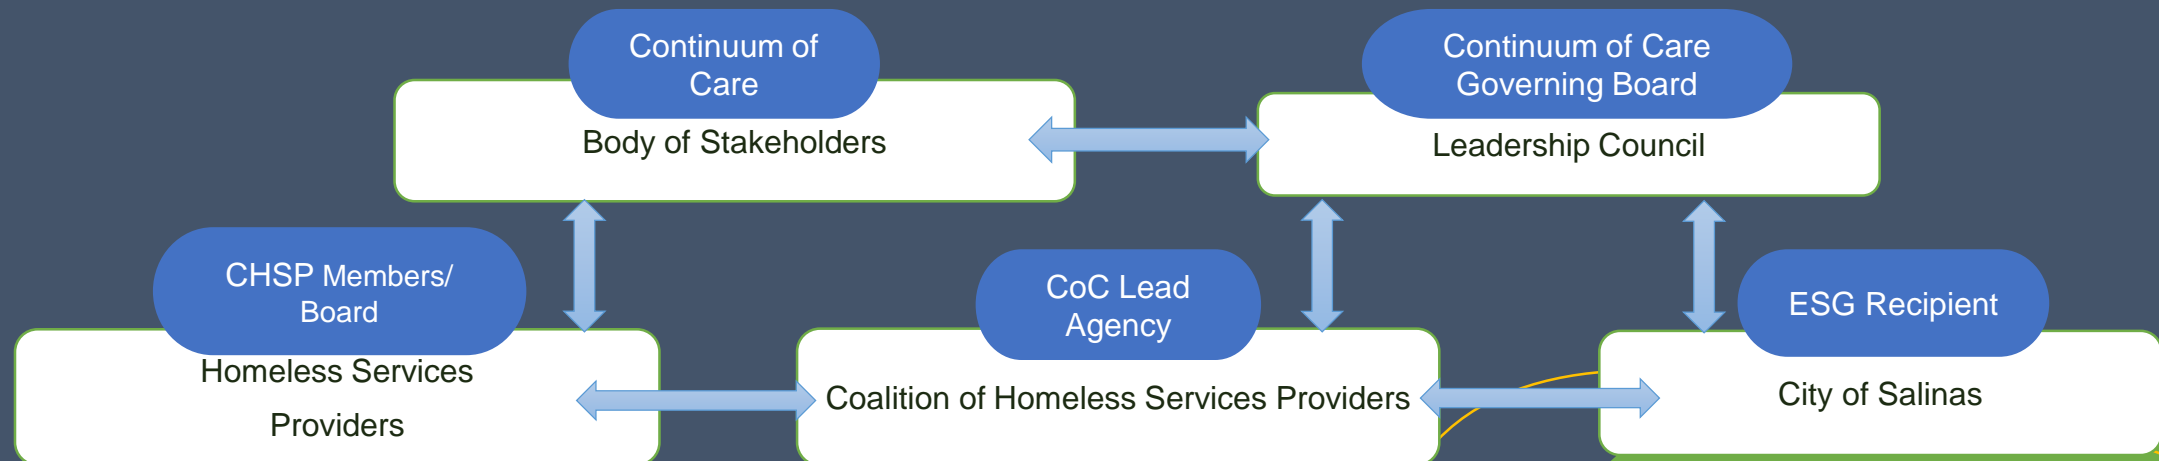 Continuum of
Care
Body of Stakeholders
Continuum of Care
Governing Board
Leadership Council
CHSP Members/
Board
Homeless Services
Providers
CoC Lead
Agency
Coalition of Homeless Services Providers
ESG Recipient
City of Salinas